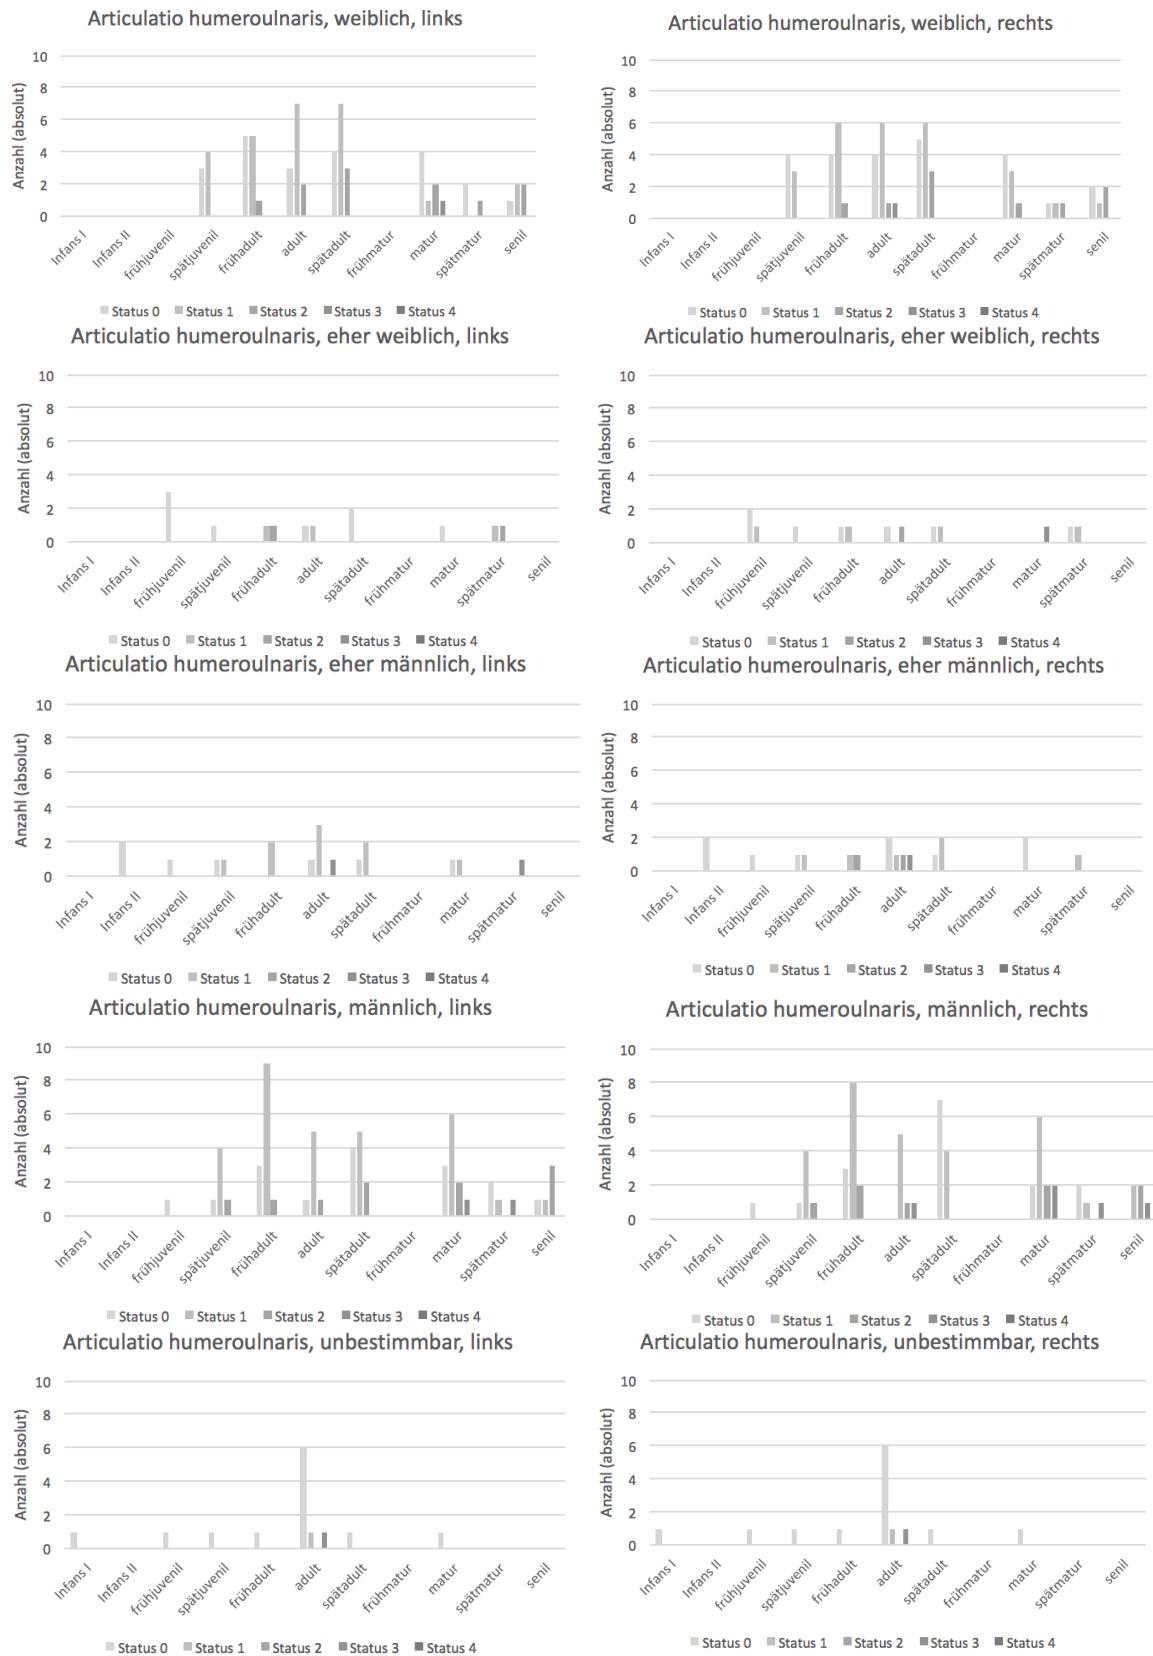 Articulatio humeroulnaris, weiblich, links
Anzahl (absolut)
10
8
6
4
2
0
Infans I
Infans II
frühjuvenil
spätjuvenil
frühadult
adult
spätadult
frühmatur
matur
spätmatur
senil
Status 0 Status 1 Status 2 Status 3 Status 4
Articulatio humeroulnaris, weiblich, rechts
Anzahl (absolut)
10
8
6
4
2
0
Infans I
Infans II
frühjuvenil
spätjuvenil
frühadult
adult
spätadult
frühmatur
matur
spätmatur
senil
Status 0 Status 1 Status 2 Status 3 Status 4
Articulatio humeroulnaris, eher weiblich, links
Anzahl (absolut)
10
8
6
4
2
0
Infans I
Infans II
frühjuvenil
spätjuvenil
frühadult
adult
spätadult
frühmatur
matur
spätmatur
senil
Status 0 Status 1 Status 2 Status 3 Status 4
Articulatio humeroulnaris, eher weiblich, rechts
Anzahl (absolut)
10
8
6
4
2
0
Infans I
Infans II
frühjuvenil
spätjuvenil
frühadult
adult
spätadult
frühmatur
matur
spätmatur
senil
Status 0 Status 1 Status 2 Status 3 Status 4
Articulatio humeroulnaris, eher männlich, links
Anzahl (absolut)
10
8
6
4
2
0
Infans I
Infans II
frühjuvenil
spätjuvenil
frühadult
adult
spätadult
frühmatur
matur
spätmatur
senil
Status 0 Status 1 Status 2 Status 3 Status 4
Articulatio humeroulnaris, eher männlich, rechts
Anzahl (absolut)
10
8
6
4
2
0
Infans I
Infans II
frühjuvenil
spätjuvenil
frühadult
adult
spätadult
frühmatur
matur
spätmatur
senil
Status 0 Status 1 Status 2 Status 3 Status 4
Articulatio humeroulnaris, männlich, links
Anzahl (absolut)
10
8
6
4
2
0
Infans I
Infans II
frühjuvenil
spätjuvenil
frühadult
adult
spätadult
frühmatur
matur
spätmatur
senil
Status 0 Status 1 Status 2 Status 3 Status 4
Articulatio humeroulnaris, männlich, rechts
Anzahl (absolut)
10
8
6
4
2
0
Infans I
Infans II
frühjuvenil
spätjuvenil
frühadult
adult
spätadult
frühmatur
matur
spätmatur
senil
Status 0 Status 1 Status 2 Status 3 Status 4
Articulatio humeroulnaris, unbestimmbar, links
Anzahl (absolut)
10
8
6
4
2
0
Infans I
Infans II
frühjuvenil
spätjuvenil
frühadult
adult
spätadult
frühmatur
matur
spätmatur
senil
Status 0 Status 1 Status 2 Status 3 Status 4
Articulatio humeroulnaris, unbestimmbar, rechts
Anzahl (absolut)
10
8
6
4
2
0
Infans I
Infans II
frühjuvenil
spätjuvenil
frühadult
adult
spätadult
frühmatur
matur
spätmatur
senil
Status 0 Status 1 Status 2 Status 3 Status 4